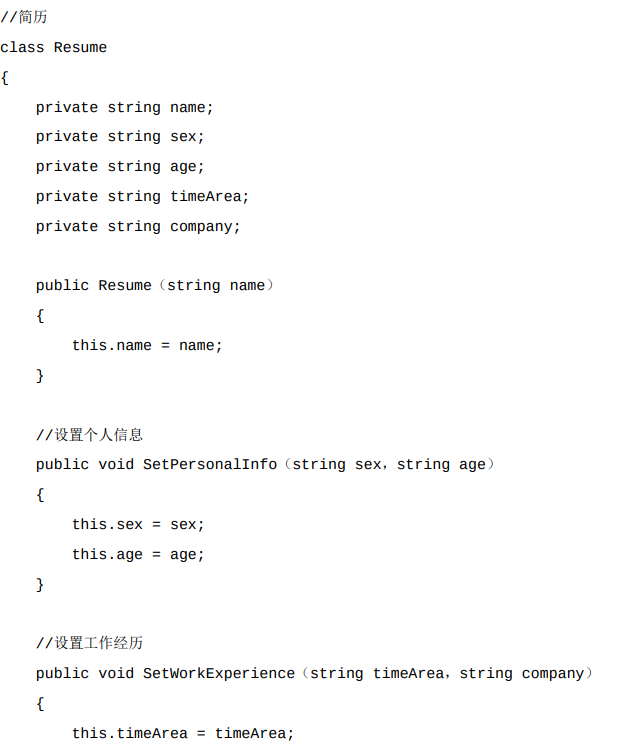 //简历
class Resume
{
    private string name;
    private string sex;
    private string age;
    private string timeArea;
    private string company;

    public Resume（string name）
    {
        this.name = name;
    }

    //设置个人信息
    public void SetPersonalInfo（string sex，string age）
    {
        this.sex = sex;
        this.age = age;
    }

    //设置工作经历
    public void SetWorkExperience（string timeArea，string company）
    {
        this.timeArea = timeArea;